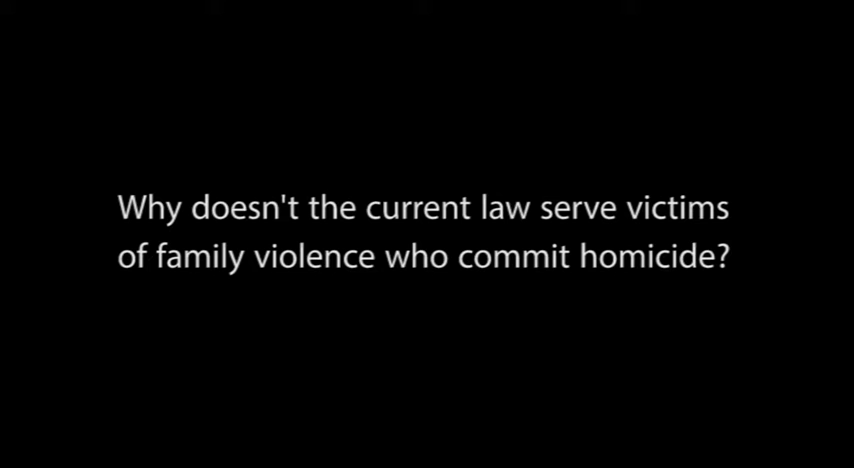 Why doesn't the current law serve victims
of family violence who commit homicide?